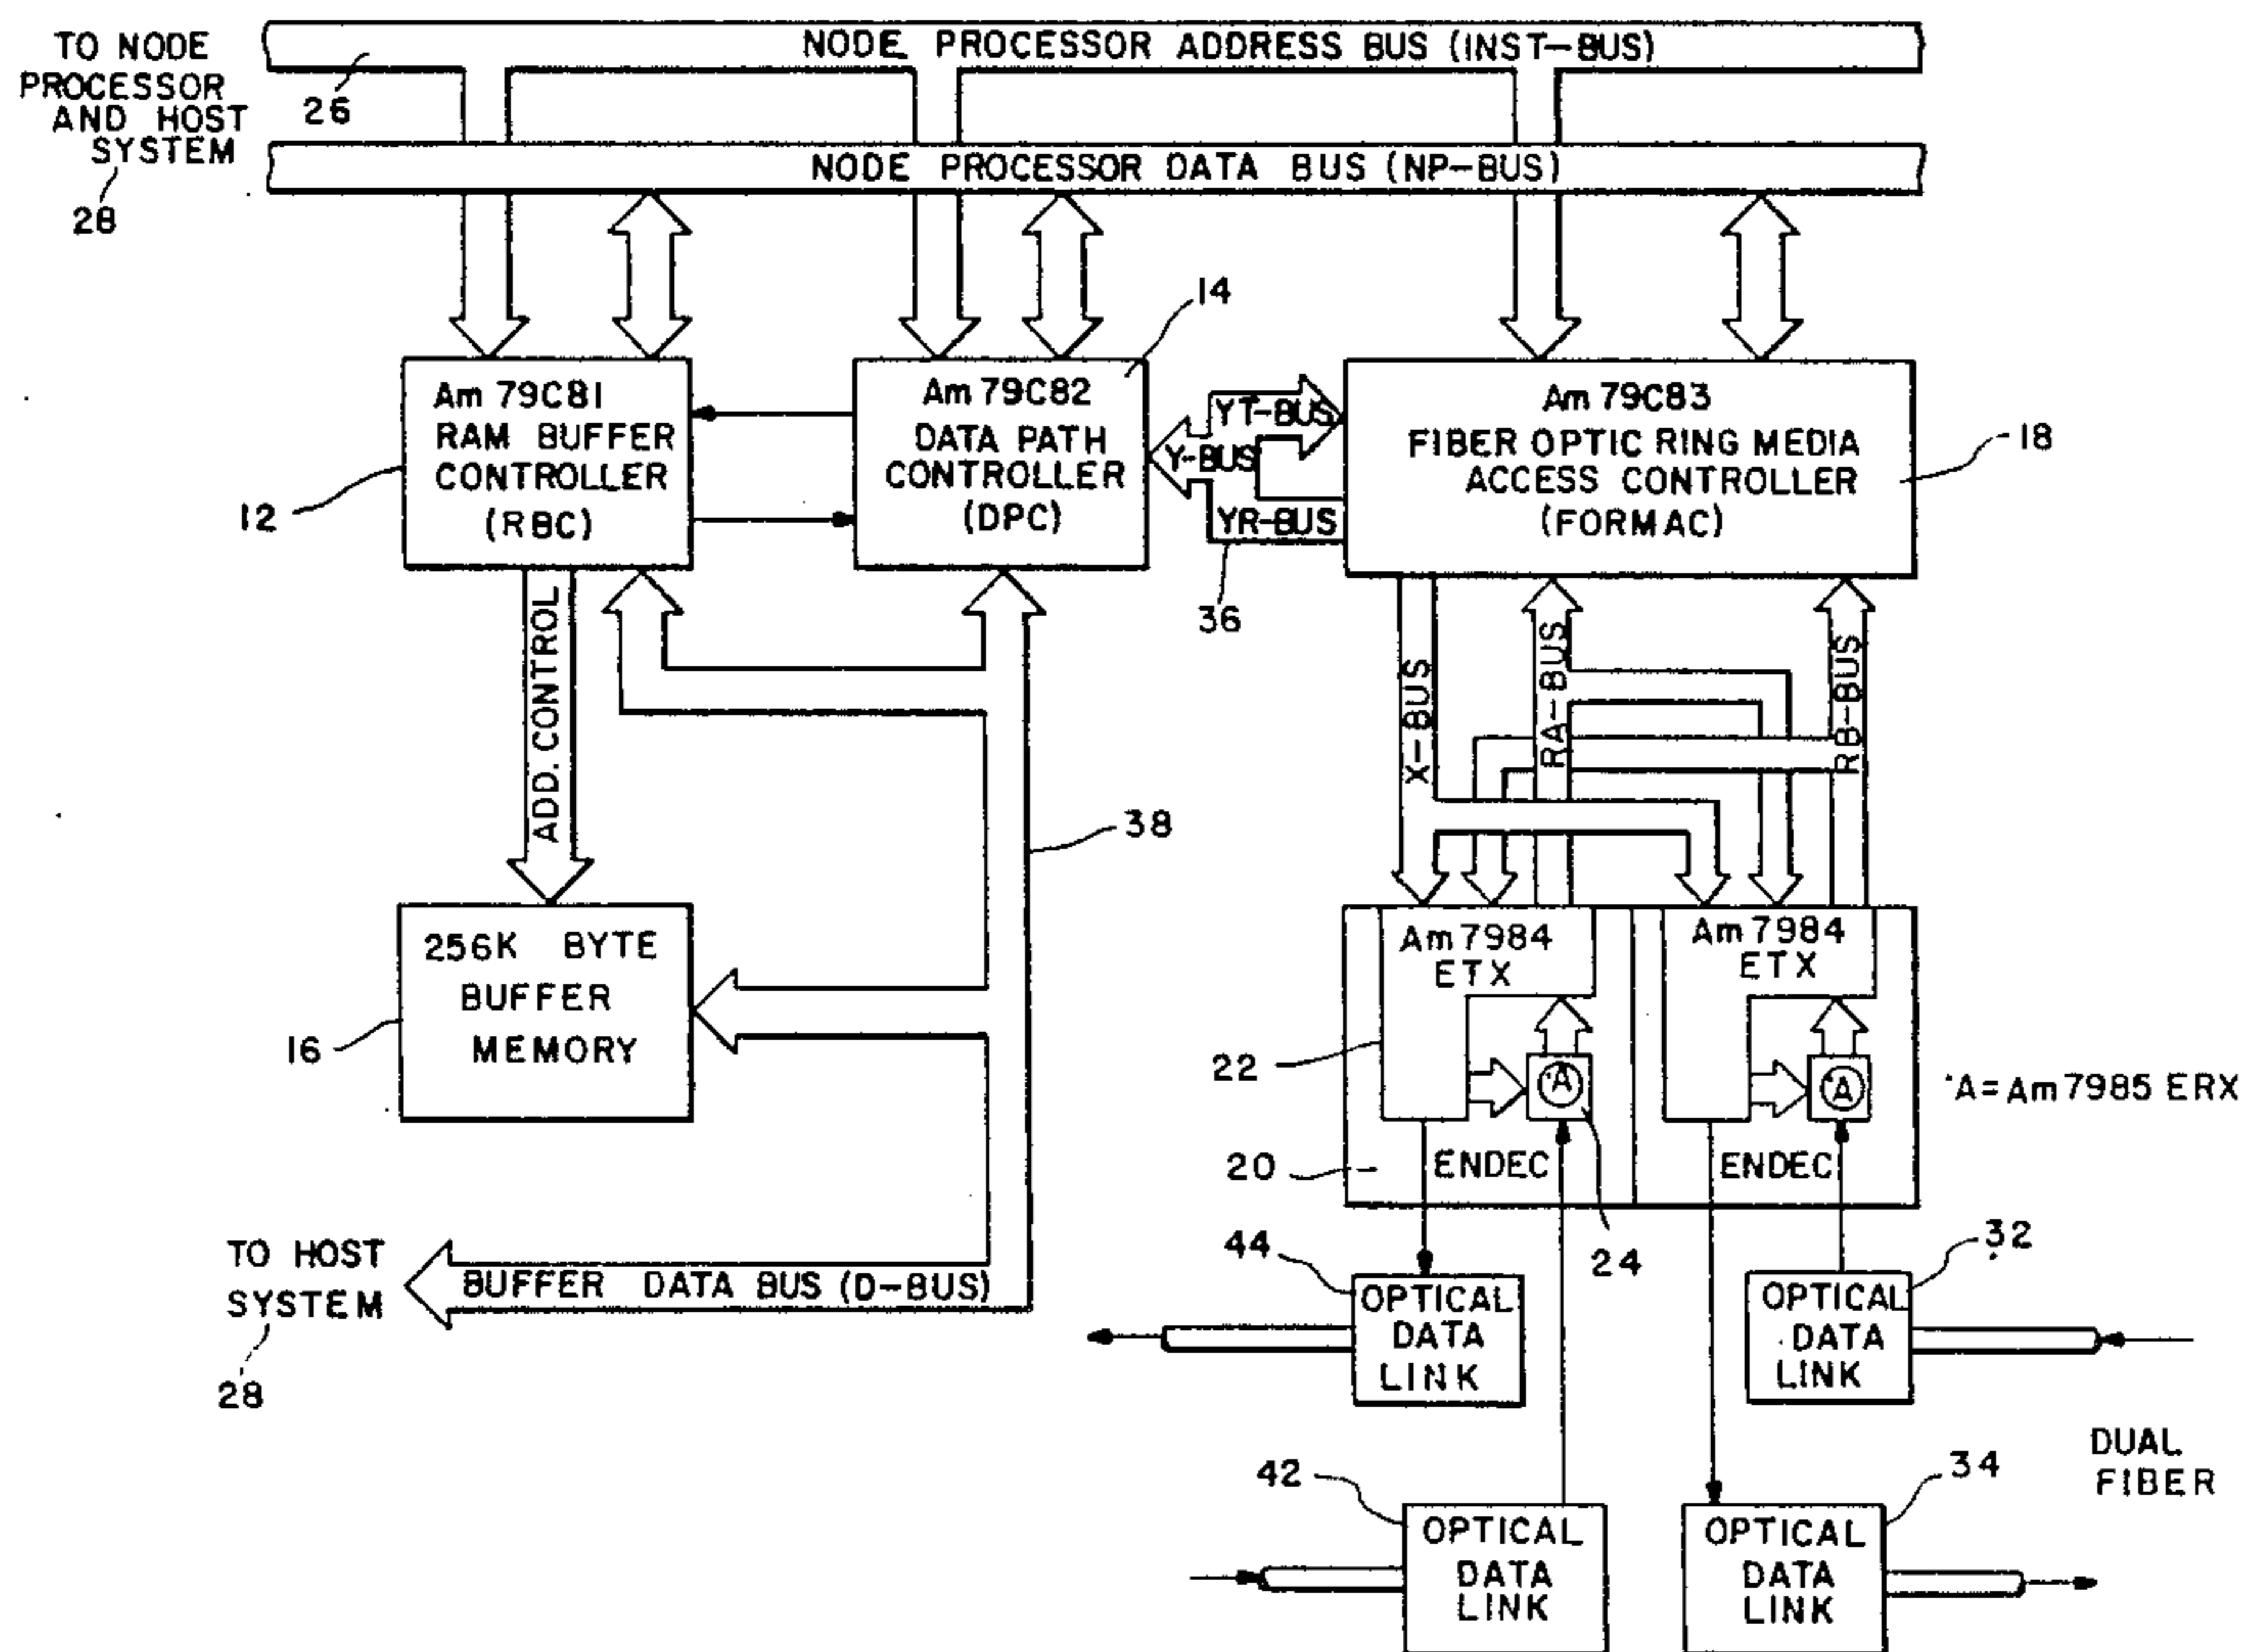 TO NODE
PROCESSOR
AND HOST
SYSTEM
28
26
NODE PROCESSOR ADDRESS BUS (INST-BUS)
NODE PROCESSOR DATA BUS (NP-BUS)
Am 79C81
RAM BUFFER
CONTROLLER
(RBC)
12
Am 79C82
DATA PATH
CONTROLLER
(DPC)
14
YT-BUS
Y-BUS
YR-BUS
36
Am 79C83
FIBER OPTIC RING MEDIA
ACCESS CONTROLLER
(FORMAC)
18
ADD. CONTROL
X-BUS
RA-BUS
RB-BUS
38
256K BYTE
BUFFER
MEMORY
16
Am 7984
ETX
Am 7984
ETX
22
'A
'A
'A = Am 7985 ERX
20
ENDEC
ENDEC
24
TO HOST
SYSTEM
28
BUFFER DATA BUS (D-BUS)
44
OPTICAL
DATA
LINK
32
OPTICAL
DATA
LINK
DUAL
FIBER
42
OPTICAL
DATA
LINK
34
OPTICAL
DATA
LINK